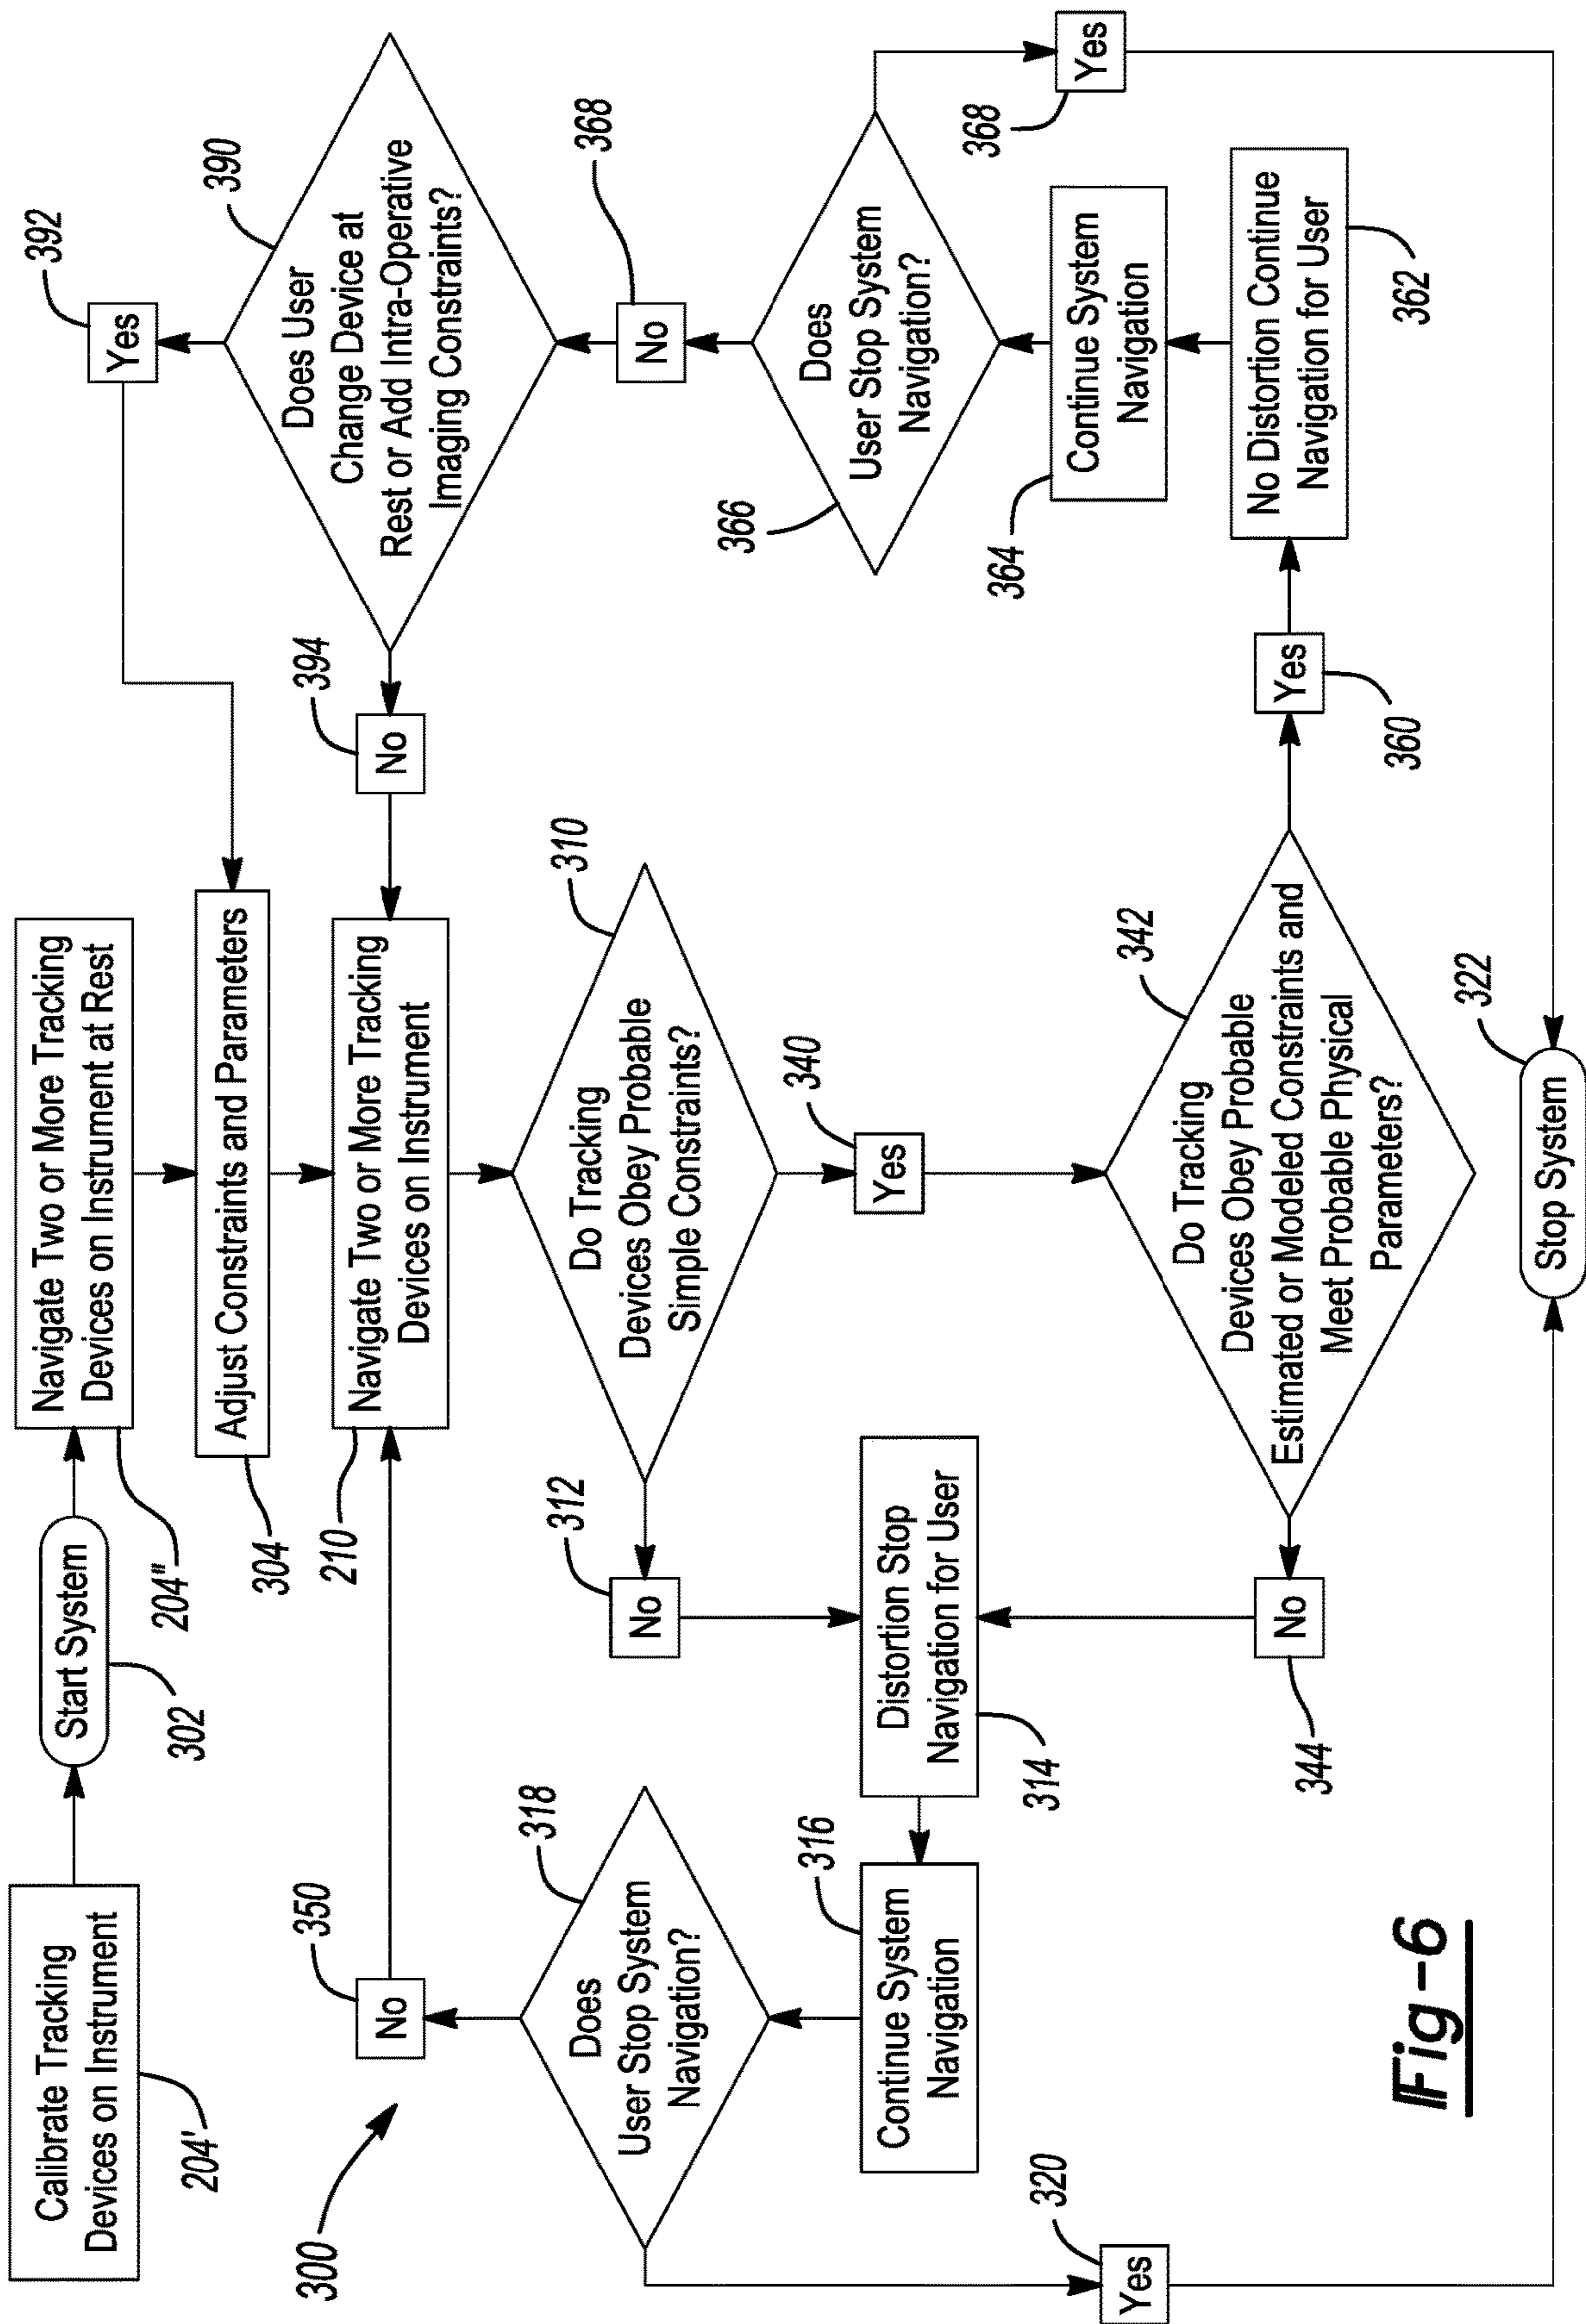 Calibrate Tracking
Devices on Instrument
204'
Start System
302
Navigate Two or More Tracking
Devices on Instrument at Rest
204"
Adjust Constraints and Parameters
304
392
Yes
Does User
Change Device at
Rest or Add Intra-Operative
Imaging Constraints?
390
300
350
No
210
Navigate Two or More Tracking
Devices on Instrument
394
No
368
No
Does
User Stop System
Navigation?
318
312
No
Do Tracking
Devices Obey Probable
Simple Constraints?
310
Does
User Stop System
Navigation?
366
Continue System
Navigation
316
Distortion Stop
Navigation for User
314
340
Yes
Continue System
Navigation
364
368
Yes
320
Yes
344
No
Do Tracking
Devices Obey Probable
Estimated or Modeled Constraints and
Meet Probable Physical
Parameters?
342
360
Yes
No Distortion Continue
Navigation for User
362
Stop System
322
Fig-6